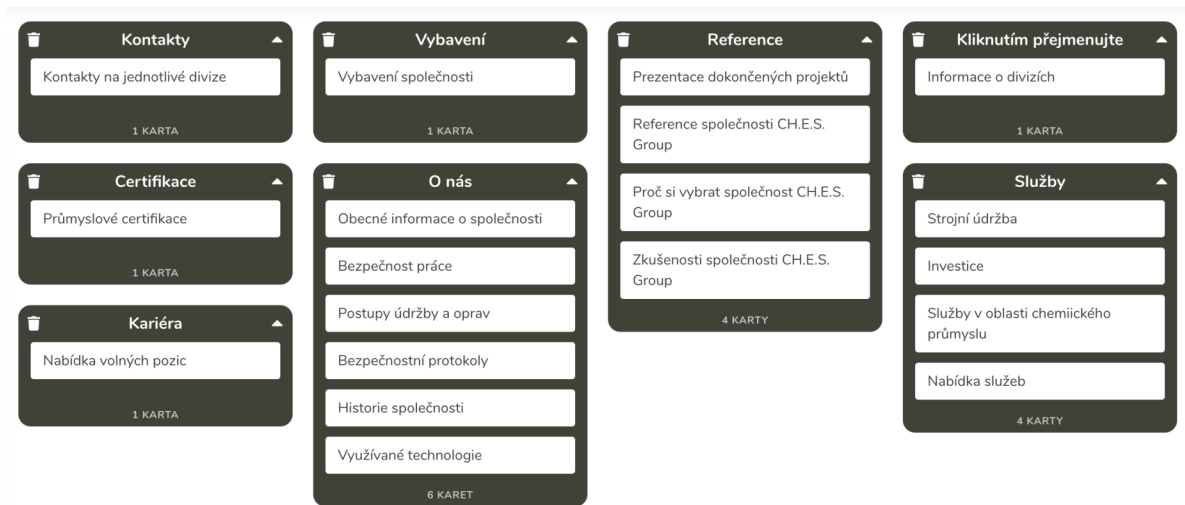 Kontakty
Kontakty na jednotlivé divize
1 KARTA
Certifikace
Průmyslové certifikace
1 KARTA
Kariéra
Nabídka volných pozic
1 KARTA
Vybavení
Vybavení společnosti
1 KARTA
O nás
Obecné informace o společnosti
Bezpečnost práce
Postupy údržby a oprav
Bezpečnostní protokoly
Historie společnosti
Využívané technologie
6 KARET
Reference
Prezentace dokončených projektů
Reference společnosti CH.E.S.
Group
Proč si vybrat společnost CH.E.S.
Group
Zkušenosti společnosti CH.E.S.
Group
4 KARTY
Kliknutím přejmenujte
Informace o divizích
1 KARTA
Služby
Strojní údržba
Investice
Služby v oblasti chemiického
průmyslu
Nabídka služeb
4 KARTY